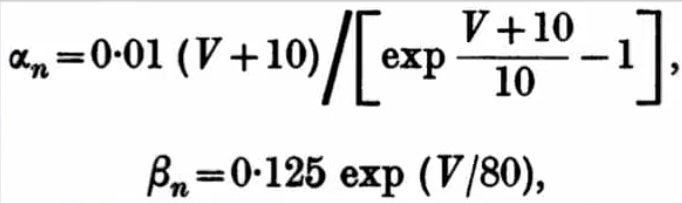 αₙ=0·01 (V+10)/[exp (V+10)/10 −1],
βₙ=0·125 exp (V/80),